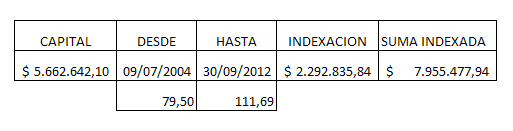 CAPITAL DESDE HASTA INDEXACION SUMA INDEXADA
$ 5.662.642,10 09/07/2004 30/09/2012 $ 2.292.835,84 $ 7.955.477,94
79,50 111,69